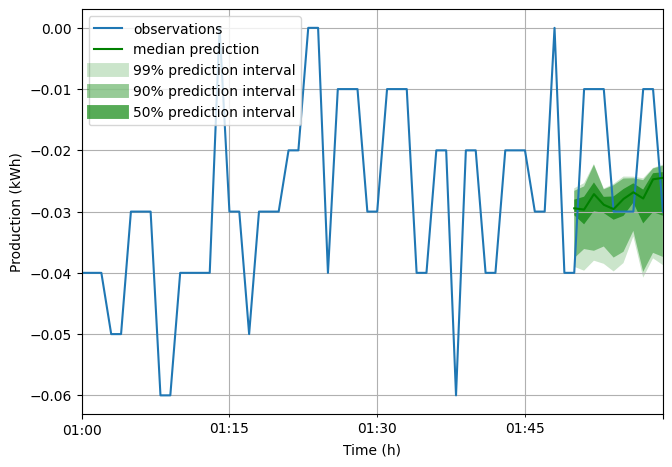 observations
median prediction
99% prediction interval
90% prediction interval
50% prediction interval
0.00
−0.01
−0.02
−0.03
−0.04
−0.05
−0.06
Production (kWh)
01:00
01:15
01:30
01:45
Time (h)